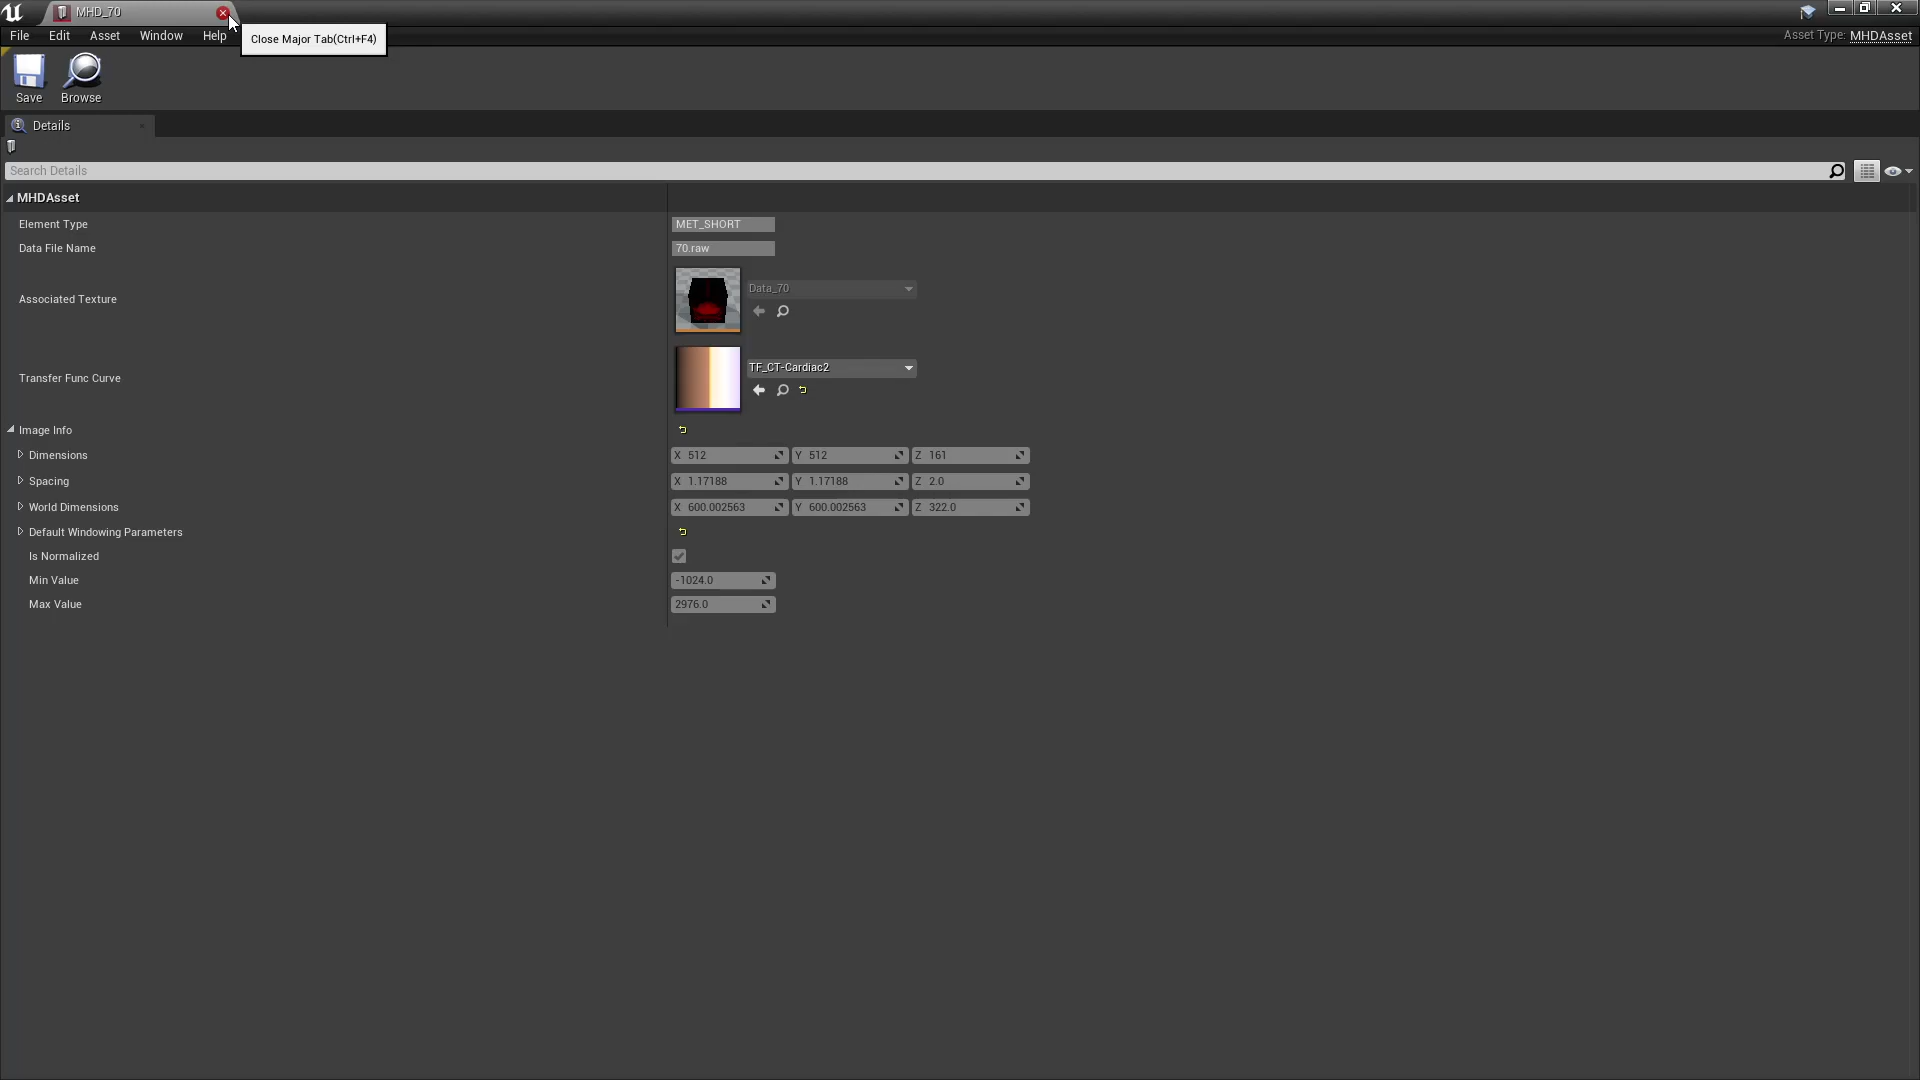 MHD_70
File Edit Asset Window Help
Close Major Tab(Ctrl+F4)
Asset Type: MHDAsset
Save Browse
Details
Search Details
MHDAsset
Element Type MET_SHORT
Data File Name 70.raw
Associated Texture Data_70
Transfer Func Curve TF_CT-Cardiac2
Image Info
Dimensions X 512 Y 512 Z 161
Spacing X 1.17188 Y 1.17188 Z 2.0
World Dimensions X 600.002563 Y 600.002563 Z 322.0
Default Windowing Parameters
Is Normalized
Min Value -1024.0
Max Value 2976.0